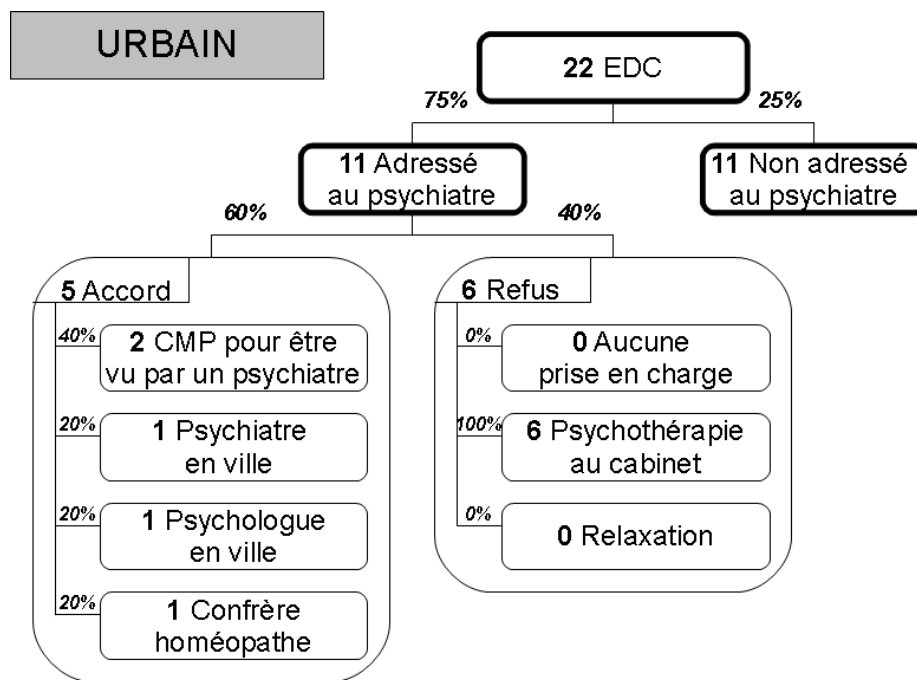 URBAIN
22 EDC
75%
25%
11 Adressé
au psychiatre
11 Non adressé
au psychiatre
60%
40%
5 Accord
40%
2 CMP pour être
vu par un psychiatre
20%
1 Psychiatre
en ville
20%
1 Psychologue
en ville
20%
1 Confrère
homéopathe
6 Refus
0%
0 Aucune
prise en charge
100%
6 Psychothérapie
au cabinet
0%
0 Relaxation